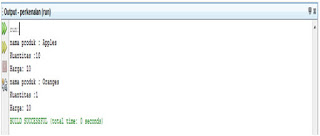 Output - perkenalan (run)
run:
nama produk : Apples
Kuantitas :10
Harga: 20
nama produk : Oranges
Kuantitas :1
Harga: 10
BUILD SUCCESSFUL (total time: 0 seconds)